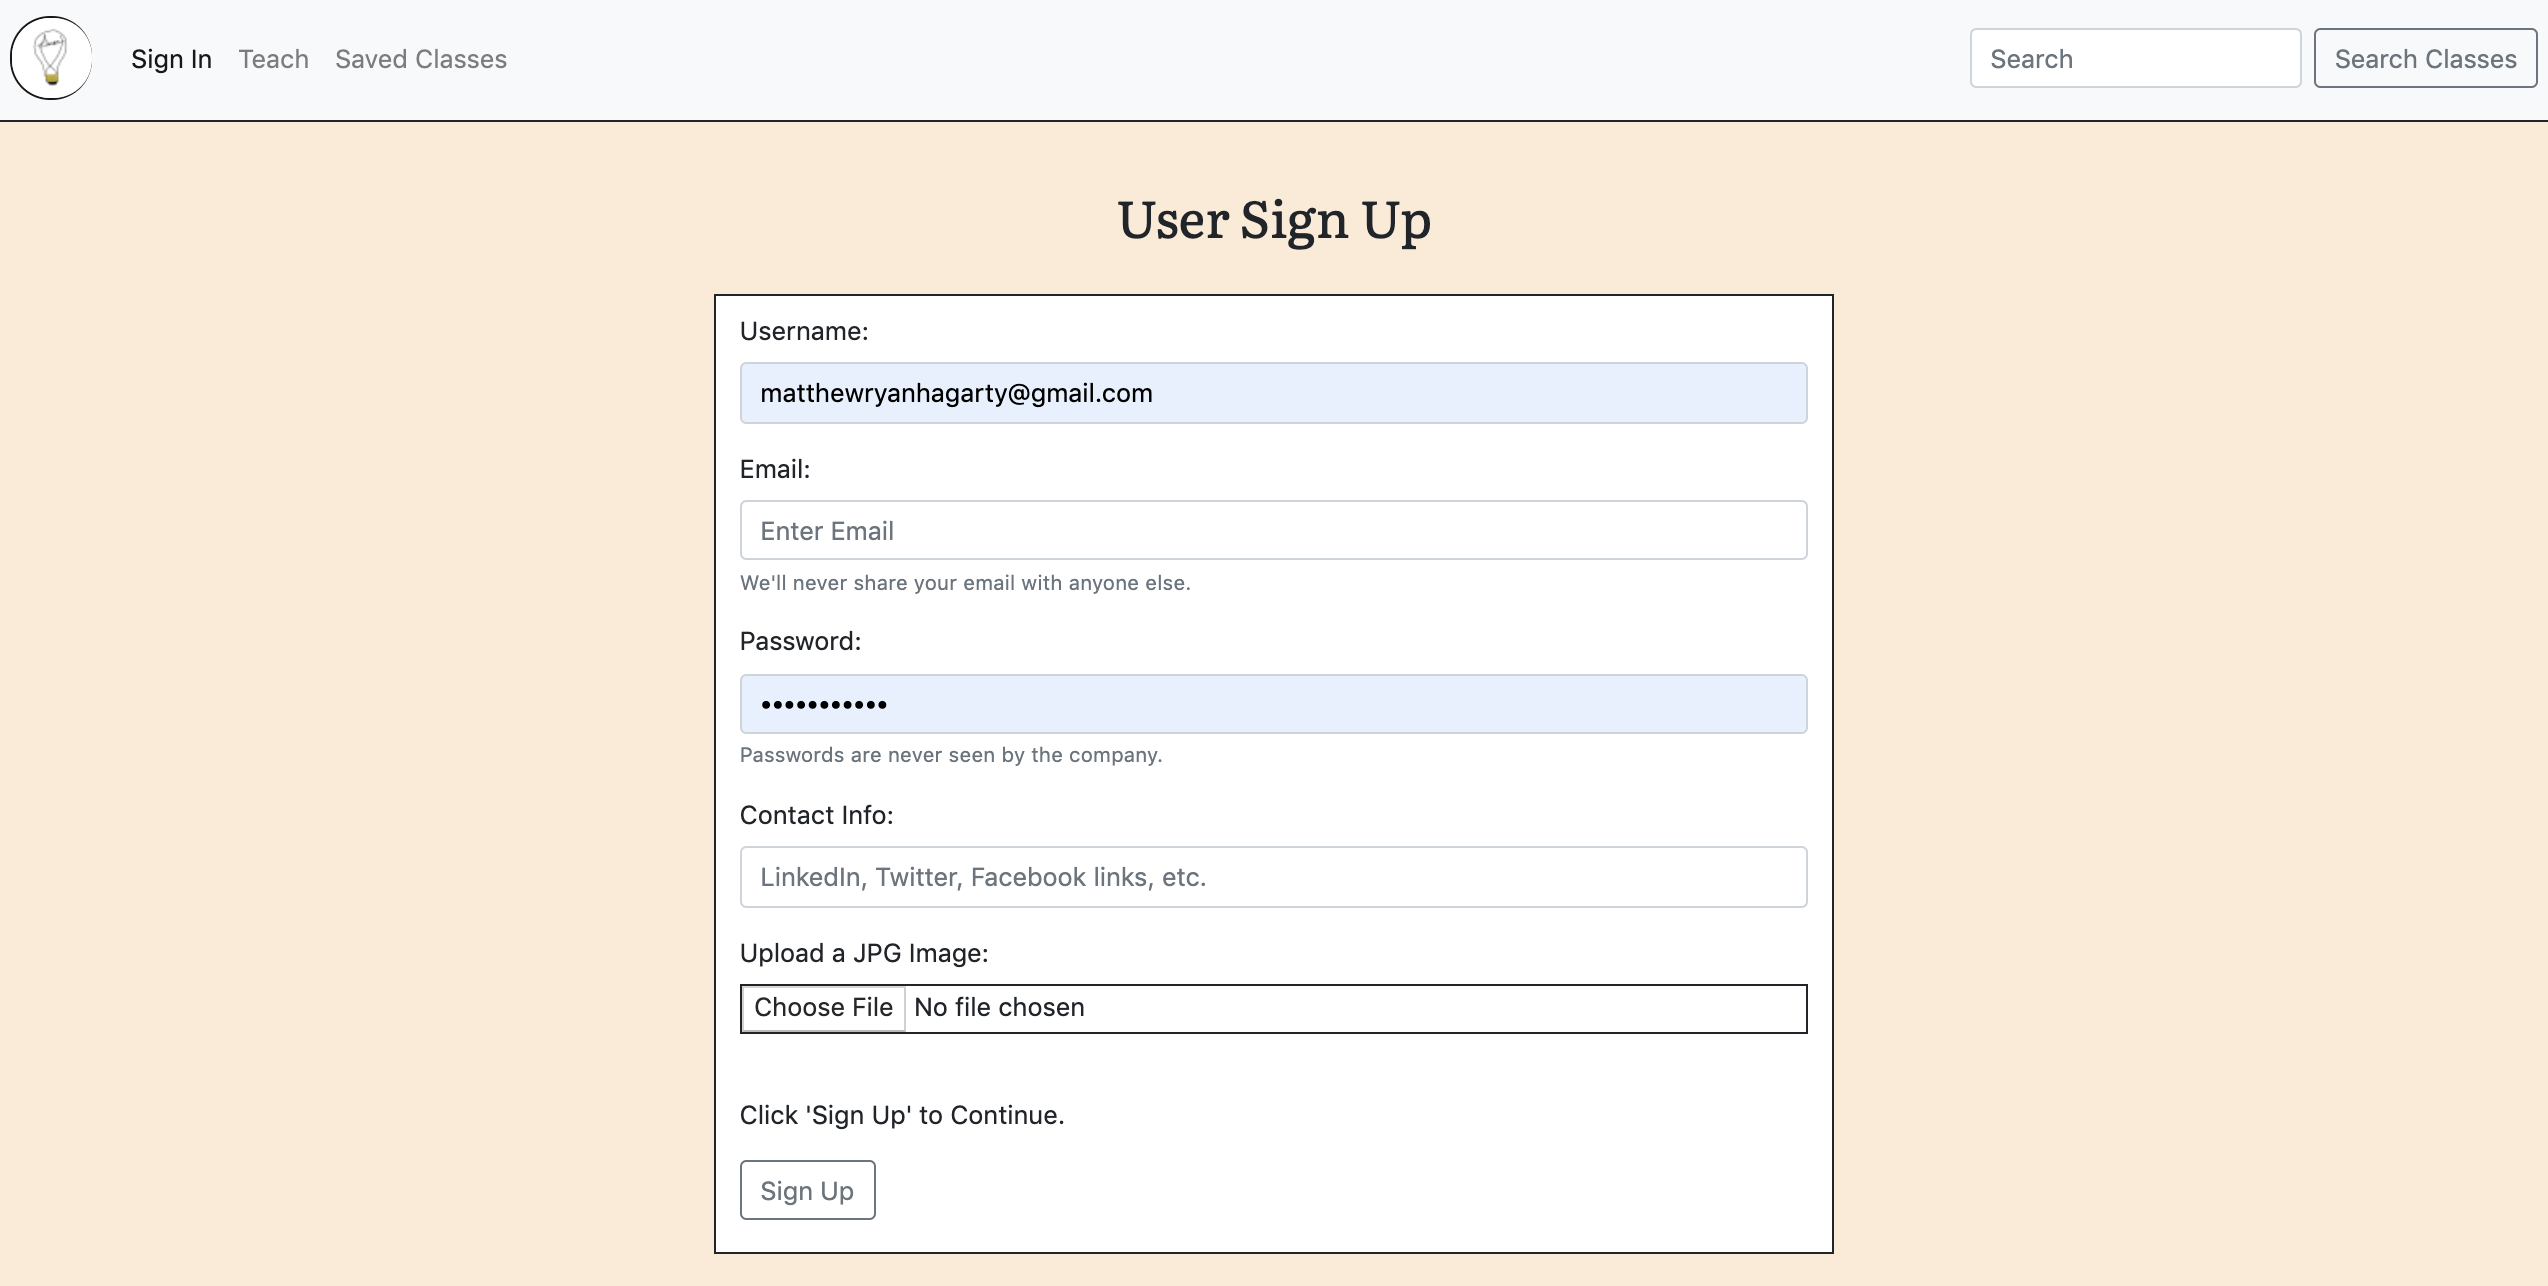 Sign In Teach Saved Classes Search Search Classes
User Sign Up
Username:
matthewryanhagarty@gmail.com
Email:
Enter Email
We'll never share your email with anyone else.
Password:
•••••••••••
Passwords are never seen by the company.
Contact Info:
LinkedIn, Twitter, Facebook links, etc.
Upload a JPG Image:
Choose File No file chosen
Click 'Sign Up' to Continue.
Sign Up